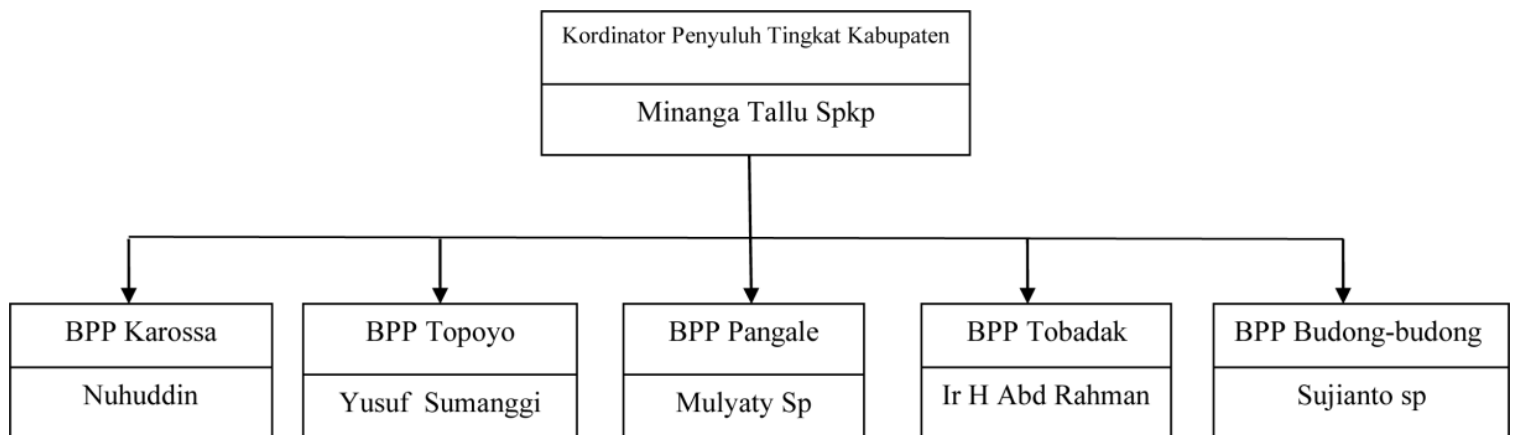 Kordinator Penyuluh Tingkat Kabupaten
Minanga Tallu Spkp
BPP Karossa
Nuhuddin
BPP Topoyo
Yusuf Sumanggi
BPP Pangale
Mulyaty Sp
BPP Tobadak
Ir H Abd Rahman
BPP Budong-budong
Sujianto sp